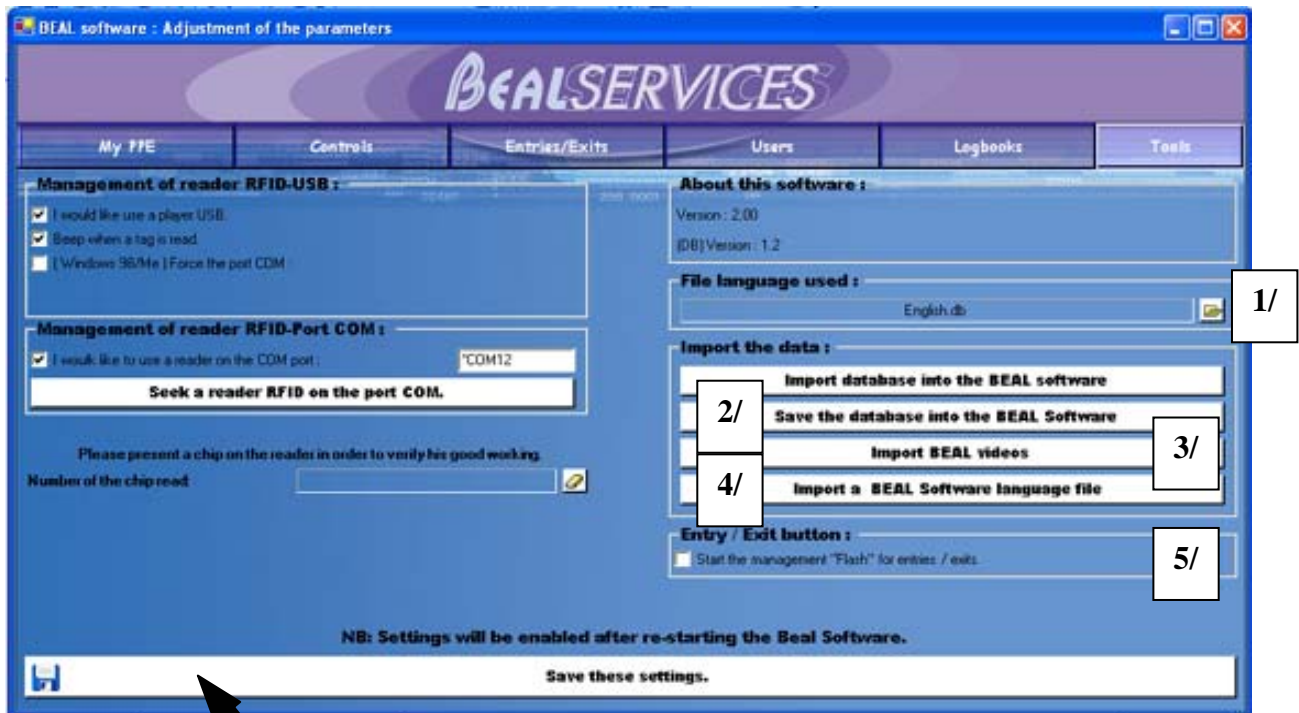 BEAL software : Adjustment of the parameters
BEALSERVICES
My PPE
Controls
Entries/Exits
Users
Logbooks
Tools
Management of reader RFID-USB :
I would like use a player USB.
Beep when a tag is read
( Windows 98/Me ) Force the port COM :
Management of reader RFID-Port COM :
I woulk like to use a reader on the COM port :
"COM12
Seek a reader RFID on the port COM.
Please present a chip on the reader in order to verify his good working.
Number of the chip read:
About this software :
Version : 2.00
(DB) Version : 1.2
File language used :
English.db
1/
Import the data :
Import database into the BEAL software
2/
Save the database into the BEAL Software
Import BEAL videos
3/
4/
Import a BEAL Software language file
Entry / Exit button :
Start the management "Flash" for entries / exits
5/
NB: Settings will be enabled after re-starting the Beal Software.
Save these settings.